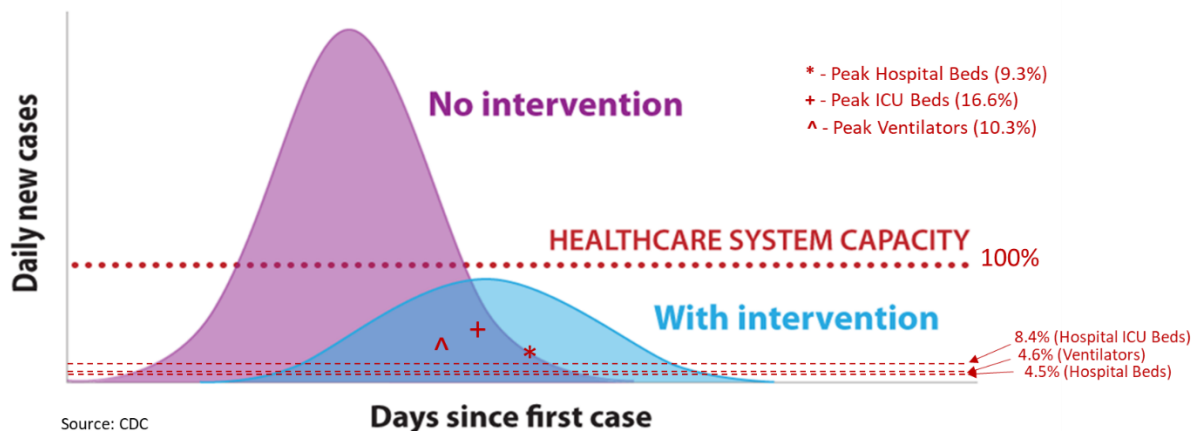 * - Peak Hospital Beds (9.3%)
+ - Peak ICU Beds (16.6%)
^ - Peak Ventilators (10.3%)
No intervention
Daily new cases
HEALTHCARE SYSTEM CAPACITY
100%
With intervention
+
^
*
8.4% (Hospital ICU Beds)
4.6% (Ventilators)
4.5% (Hospital Beds)
Source: CDC
Days since first case